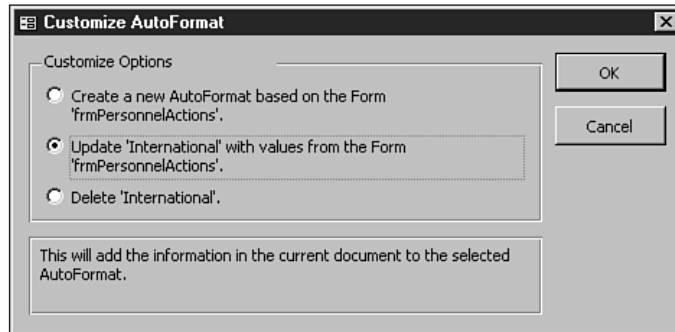 Customize AutoFormat
Customize Options
Create a new AutoFormat based on the Form
'frmPersonnelActions'.
Update 'International' with values from the Form
'frmPersonnelActions'.
Delete 'International'.
OK
Cancel
This will add the information in the current document to the selected
AutoFormat.